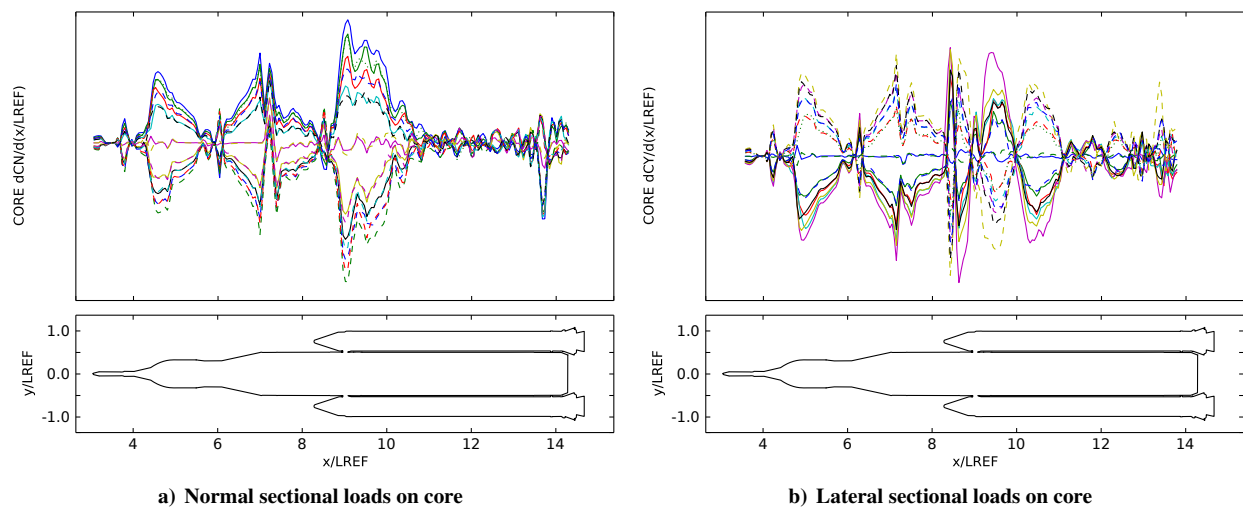 CORE dCN/d(x/LREF)
1.0
0.0
-1.0
y/LREF
4 6 8 10 12 14
x/LREF
a) Normal sectional loads on core
CORE dCY/d(x/LREF)
1.0
0.0
-1.0
y/LREF
4 6 8 10 12 14
x/LREF
b) Lateral sectional loads on core